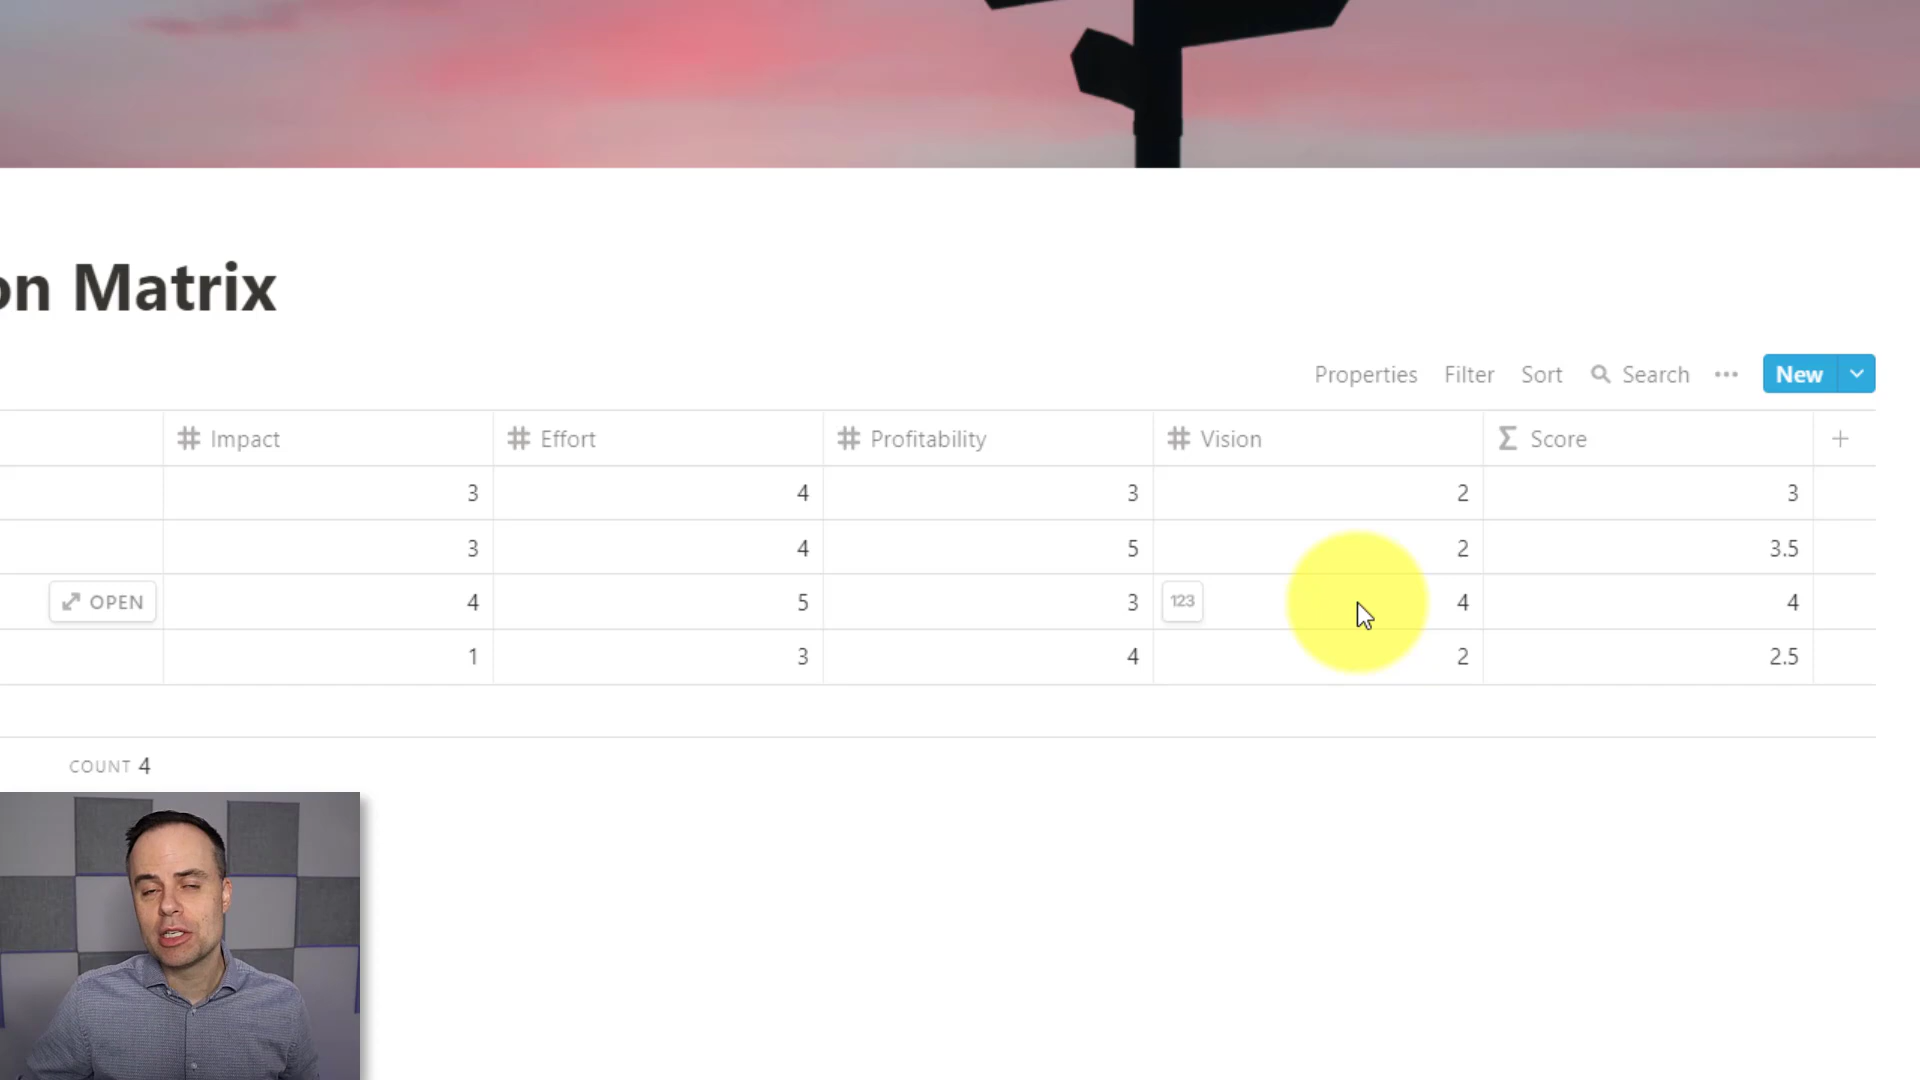 on Matrix
Properties Filter Sort Search ••• New
Impact Effort Profitability Vision Score +
3 4 3 2 3
3 4 5 2 3.5
OPEN 4 5 3 123 4 4
1 3 4 2 2.5
COUNT 4